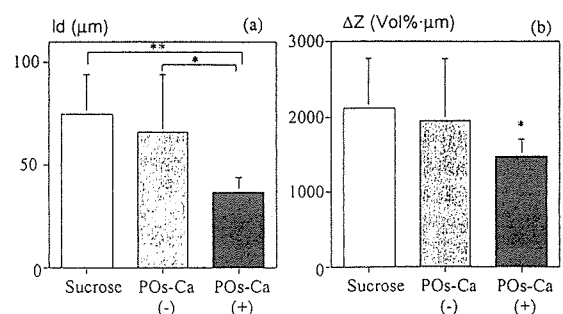 ld (μm)
(a)
**
*
100
50
0
Sucrose
POs-Ca
(-)
POs-Ca
(+)
ΔZ (Vol%·μm)
(b)
3000
2000
1000
0
*
Sucrose
POs-Ca
(-)
POs-Ca
(+)